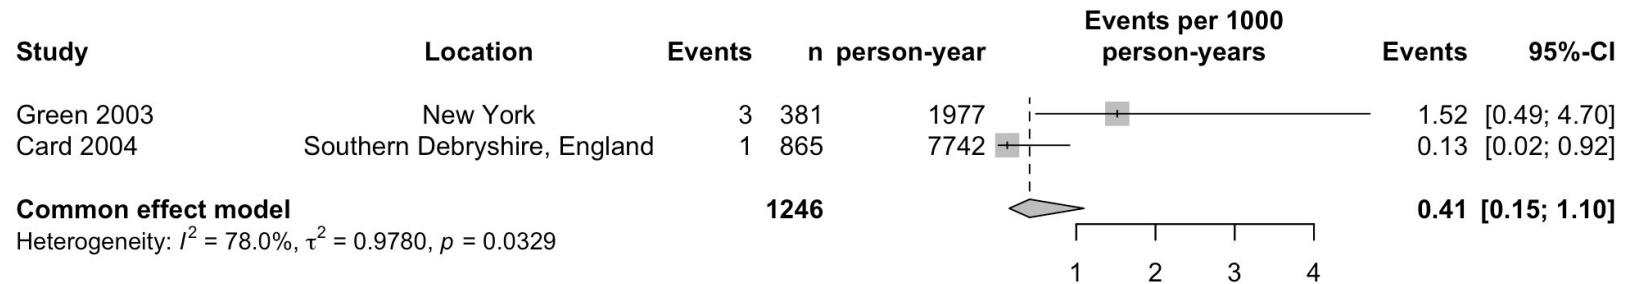 Events per 1000
Study Location Events n person-year person-years Events 95%-CI
Green 2003 New York 3 381 1977 1.52 [0.49; 4.70]
Card 2004 Southern Debryshire, England 1 865 7742 0.13 [0.02; 0.92]
Common effect model 1246 0.41 [0.15; 1.10]
Heterogeneity: I² = 78.0%, τ² = 0.9780, p = 0.0329
1 2 3 4